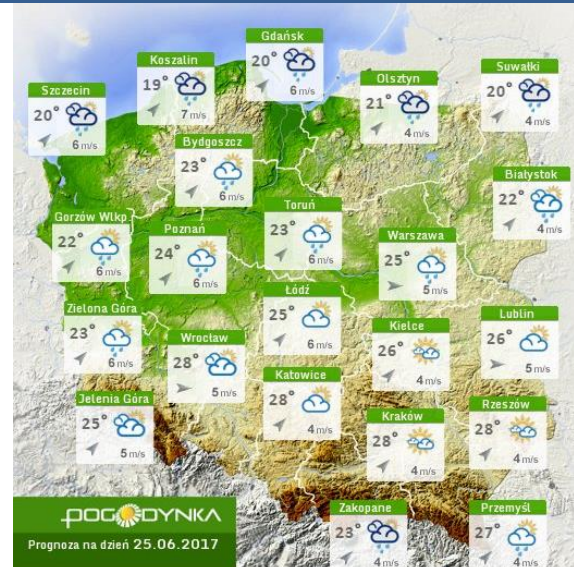 Gdańsk
20°
6 m/s
Koszalin
19°
7 m/s
Suwałki
20°
4 m/s
Olsztyn
21°
4 m/s
Szczecin
20°
6 m/s
Bydgoszcz
23°
6 m/s
Białystok
22°
4 m/s
Toruń
23°
6 m/s
Gorzów Wlkp.
22°
6 m/s
Poznań
24°
6 m/s
Warszawa
25°
5 m/s
Łódź
25°
6 m/s
Zielona Góra
23°
6 m/s
Lublin
26°
5 m/s
Kielce
26°
4 m/s
Wrocław
28°
5 m/s
Katowice
28°
4 m/s
Jelenia Góra
25°
5 m/s
Rzeszów
28°
4 m/s
Kraków
28°
4 m/s
Zakopane
23°
4 m/s
Przemyśl
27°
4 m/s
POGODYNKA
Prognoza na dzień 25.06.2017